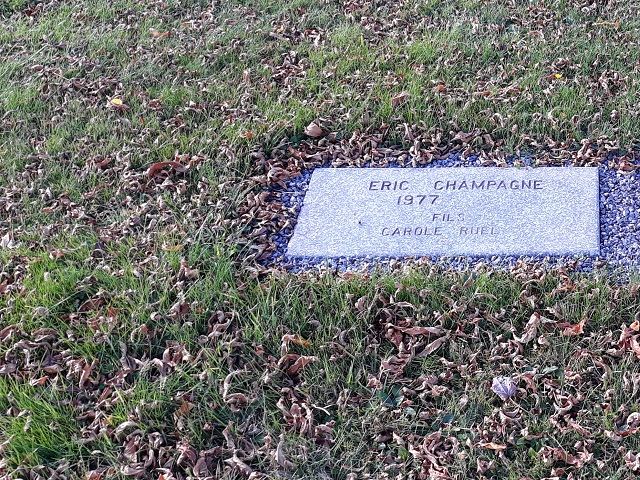 ERIC CHAMPAGNE
1977
FILS
CAROLE RUEL